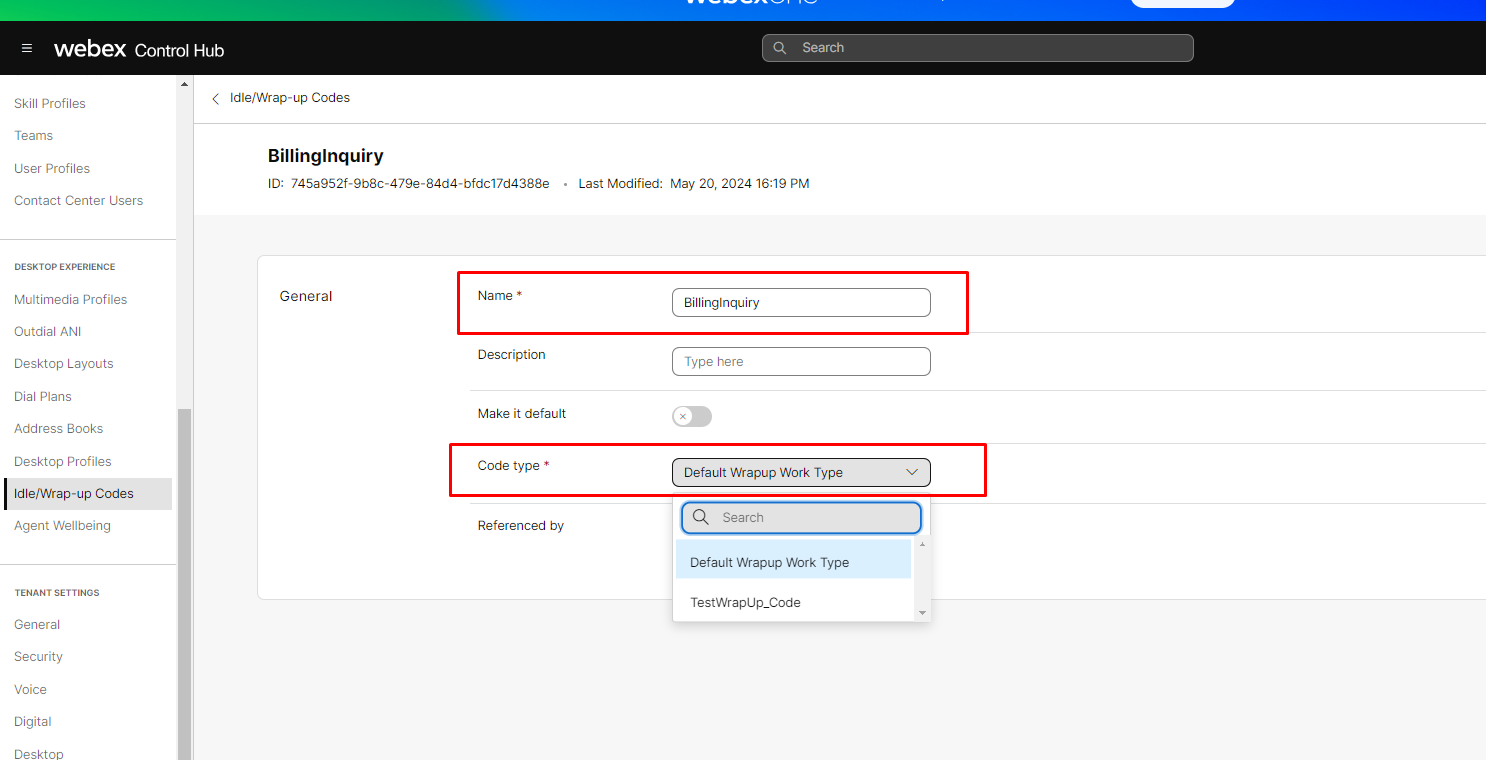 webex Control Hub
Search
Skill Profiles
Teams
User Profiles
Contact Center Users
DESKTOP EXPERIENCE
Multimedia Profiles
Outdial ANI
Desktop Layouts
Dial Plans
Address Books
Desktop Profiles
Idle/Wrap-up Codes
Agent Wellbeing
TENANT SETTINGS
General
Security
Voice
Digital
Desktop
Idle/Wrap-up Codes
BillingInquiry
ID: 745a952f-9b8c-479e-84d4-bfdc17d4388e • Last Modified: May 20, 2024 16:19 PM
General
Name * BillingInquiry
Description Type here
Make it default
Code type * Default Wrapup Work Type
Search
Referenced by
Default Wrapup Work Type
TestWrapUp_Code